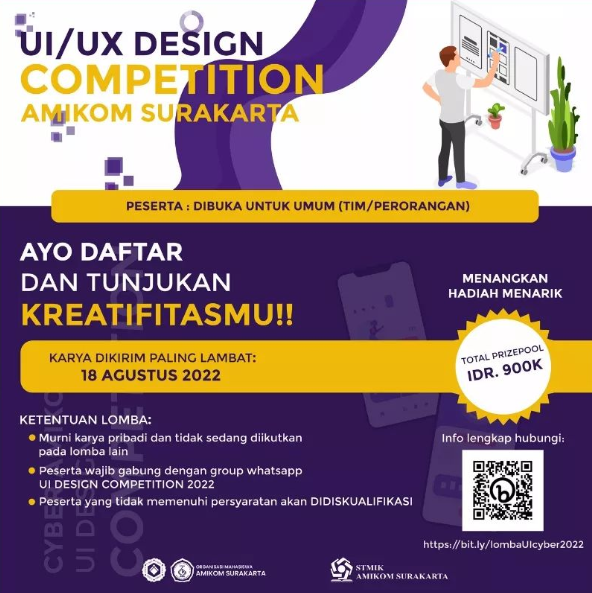 UI/UX DESIGN
COMPETITION
AMIKOM SURAKARTA
PESERTA : DIBUKA UNTUK UMUM (TIM/PERORANGAN)
AYO DAFTAR
DAN TUNJUKAN
KREATIFITASMU!!
MENANGKAN
HADIAH MENARIK
TOTAL PRIZEPOOL
IDR. 900K
KARYA DIKIRIM PALING LAMBAT:
18 AGUSTUS 2022
KETENTUAN LOMBA:
Murni karya pribadi dan tidak sedang diikutkan
pada lomba lain
Peserta wajib gabung dengan group whatsapp
UI DESIGN COMPETITION 2022
Peserta yang tidak memenuhi persyaratan akan DIDISKUALIFIKASI
Info lengkap hubungi:
https://bit.ly/lombaUIcyber2022
CYBER AMIKOM
UI DESIGN
COMPETITION
AMIKOM SURAKARTA
STMIK
AMIKOM SURAKARTA